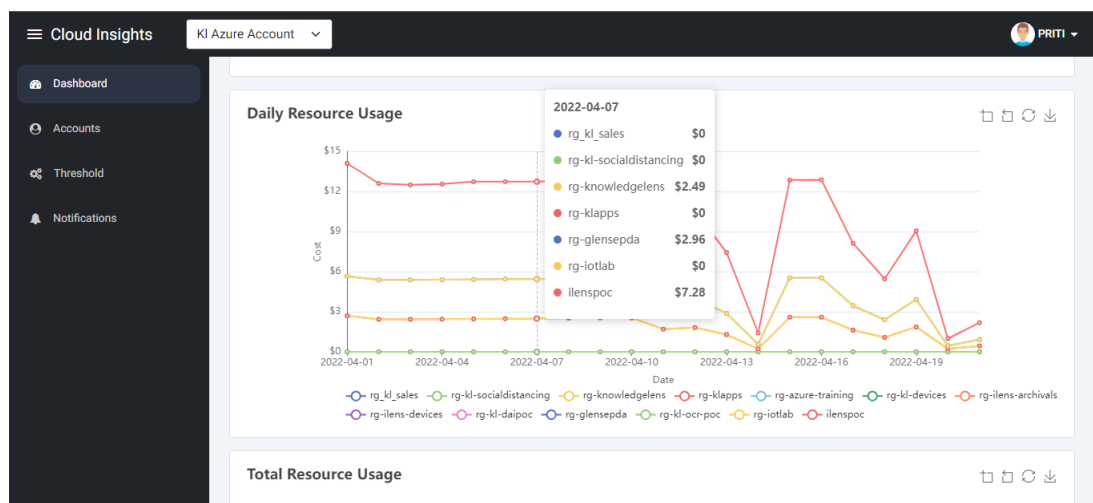 Cloud Insights
KI Azure Account
PRITI
Dashboard
Accounts
Threshold
Notifications
Daily Resource Usage
2022-04-07
rg_kl_sales $0
rg-kl-socialdistancing $0
rg-knowledgelens $2.49
rg-klapps $0
rg-glensepda $2.96
rg-iotlab $0
ilenspoc $7.28
$15
$12
$9
$6
$3
$0
Cost
2022-04-01 2022-04-04 2022-04-07 2022-04-10 2022-04-13 2022-04-16 2022-04-19
Date
rg_kl_sales rg-kl-socialdistancing rg-knowledgelens rg-klapps rg-azure-training rg-kl-devices rg-ilens-archivals
rg-ilens-devices rg-kl-daipoc rg-glensepda rg-kl-ocr-poc rg-iotlab ilenspoc
Total Resource Usage